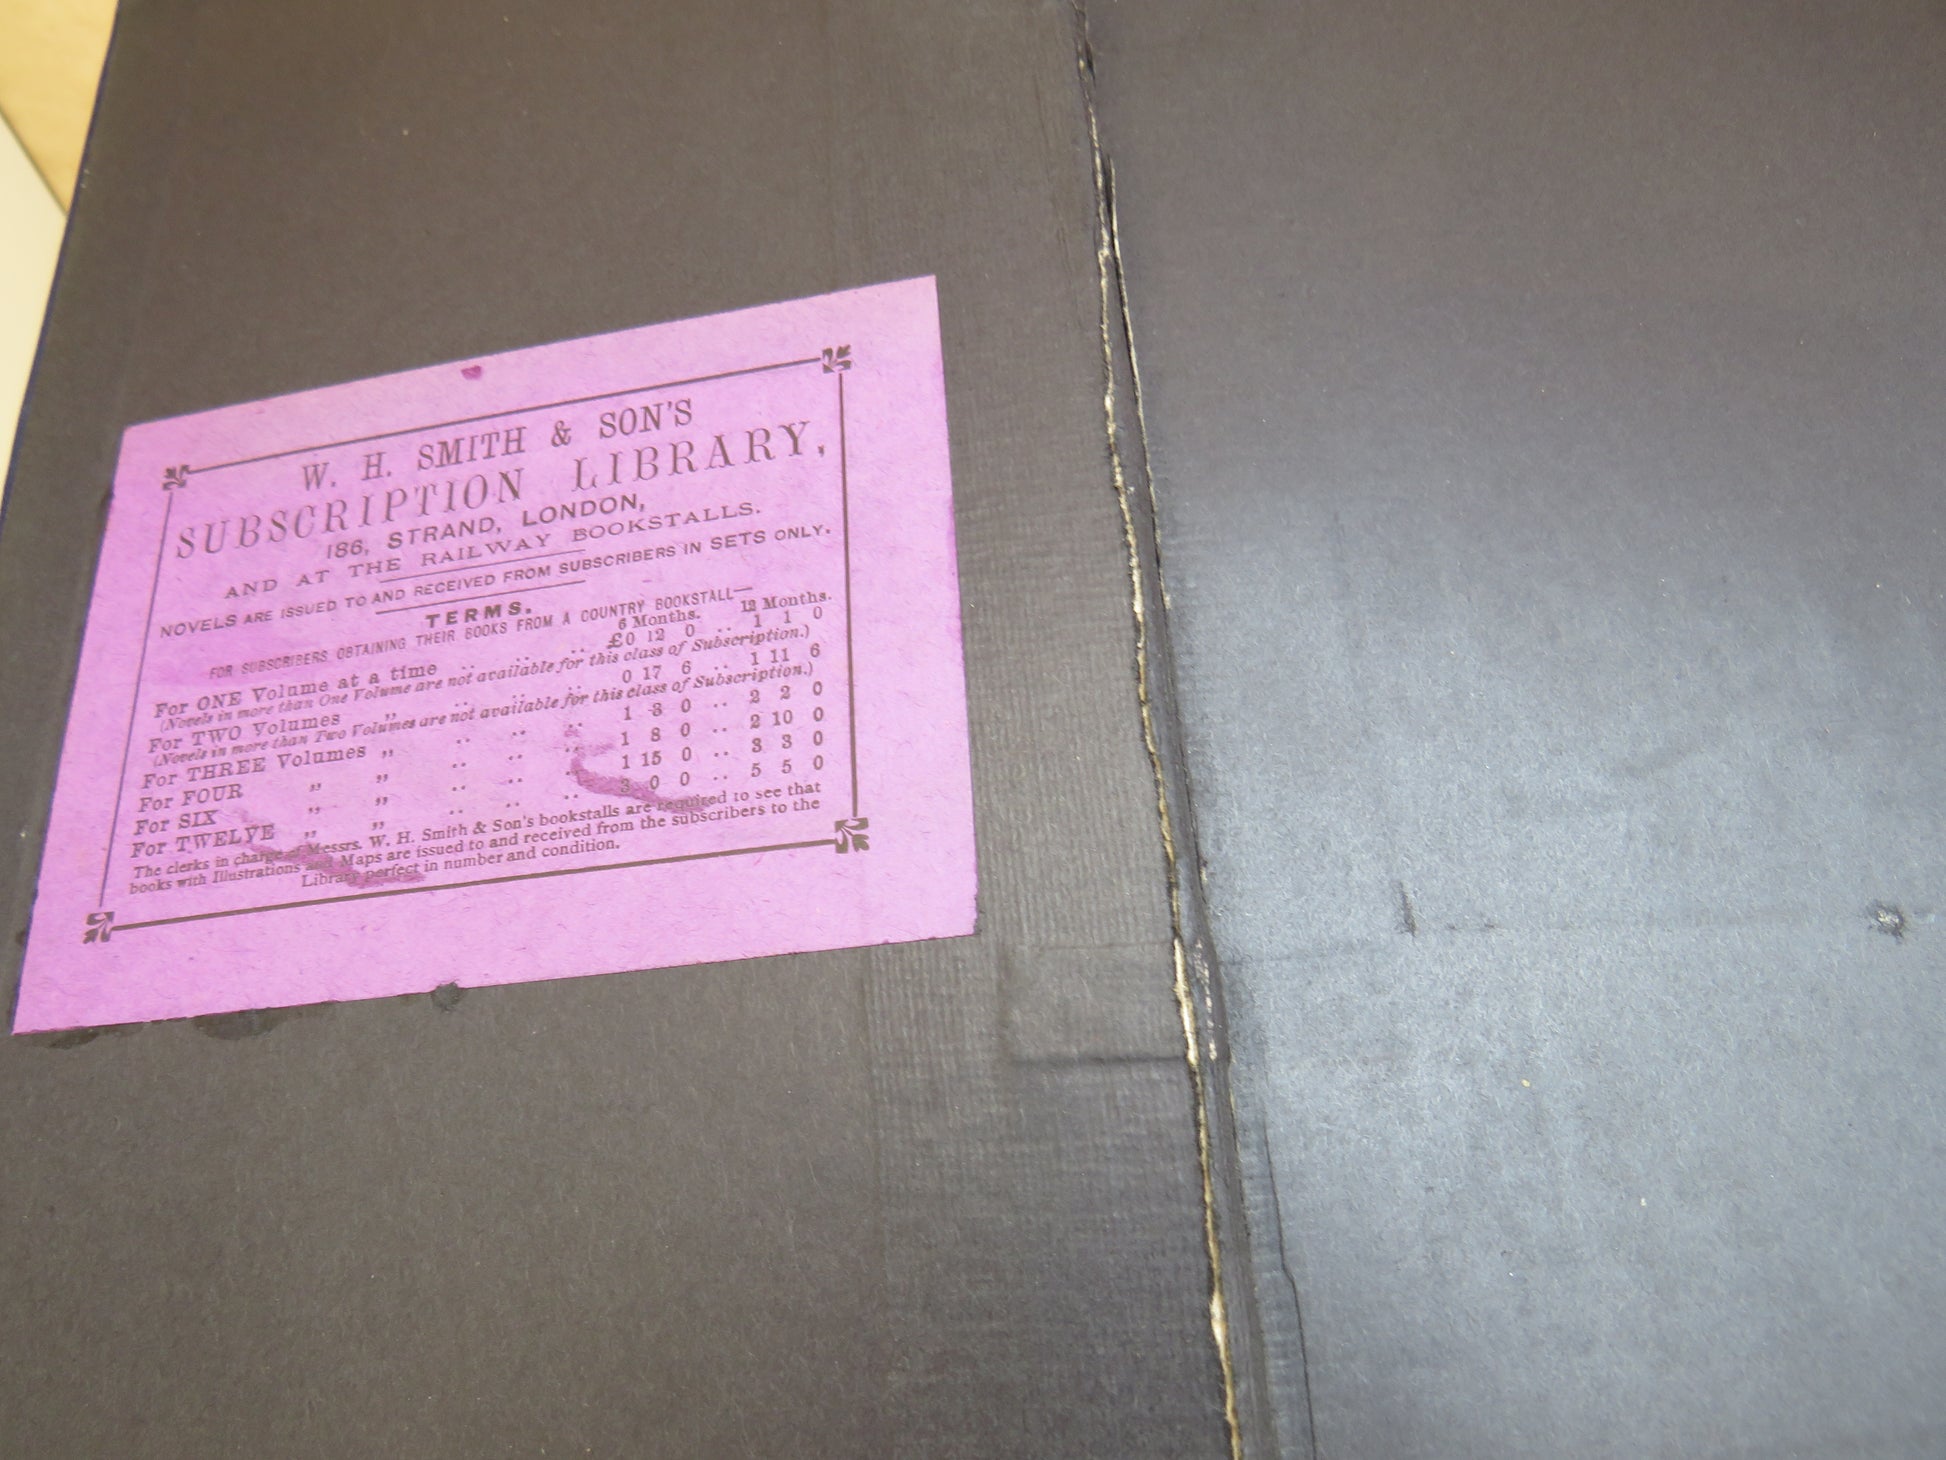 W. H. SMITH & SON'S
SUBSCRIPTION LIBRARY,
186, STRAND, LONDON,
AND AT THE RAILWAY BOOKSTALLS.
NOVELS ARE ISSUED TO AND RECEIVED FROM SUBSCRIBERS IN SETS ONLY.
TERMS.
FOR SUBSCRIBERS OBTAINING THEIR BOOKS FROM A COUNTRY BOOKSTALL—
6 Months. 12 Months.
For ONE Volume at a time .. .. .. £0 12 0 .. 1 1 0
(Novels in more than One Volume are not available for this class of Subscription.)
For TWO Volumes „ .. .. .. 0 17 6 .. 1 11 6
(Novels in more than Two Volumes are not available for this class of Subscription.)
For THREE Volumes „ .. .. .. 1 3 0 .. 2 2 0
For FOUR „ „ .. .. .. 1 8 0 .. 2 10 0
For SIX „ „ .. .. .. 1 15 0 .. 3 3 0
For TWELVE „ „ .. .. .. 3 0 0 .. 5 5 0
The clerks in charge of Messrs. W. H. Smith & Son's bookstalls are required to see that
books with Illustrations and Maps are issued to and received from the subscribers to the
Library perfect in number and condition.